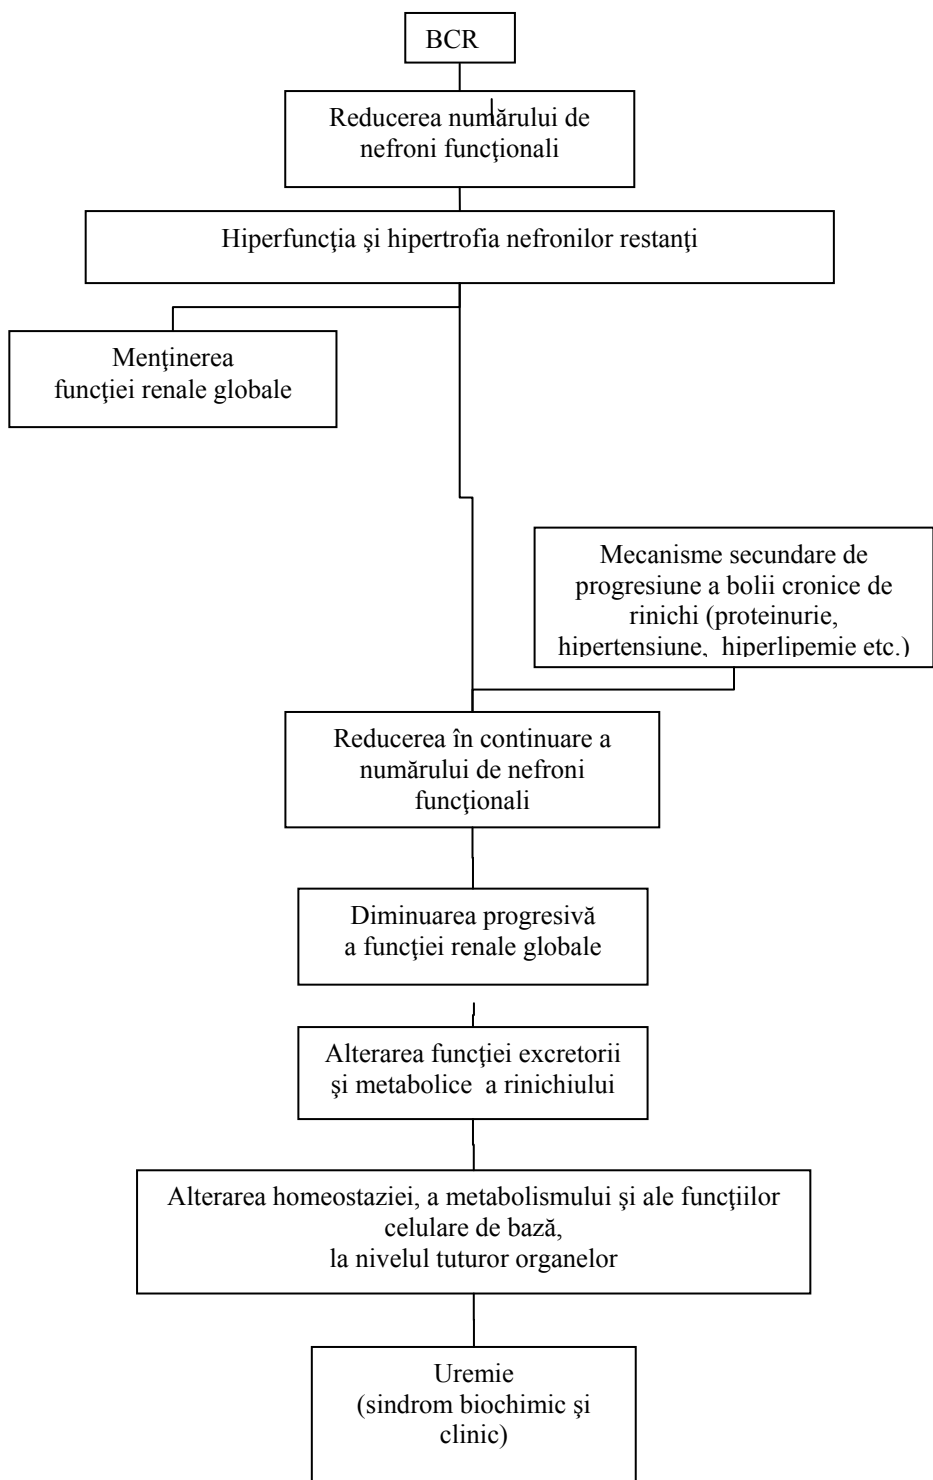 BCR
Reducerea numărului de
nefroni funcţionali
Hiperfuncţia şi hipertrofia nefronilor restanţi
Menţinerea
funcţiei renale globale
Mecanisme secundare de
progresiune a bolii cronice de
rinichi (proteinurie,
hipertensiune, hiperlipemie etc.)
Reducerea în continuare a
numărului de nefroni
funcţionali
Diminuarea progresivă
a funcţiei renale globale
Alterarea funcţiei excretorii
şi metabolice a rinichiului
Alterarea homeostaziei, a metabolismului şi ale funcţiilor
celulare de bază,
la nivelul tuturor organelor
Uremie
(sindrom biochimic şi
clinic)